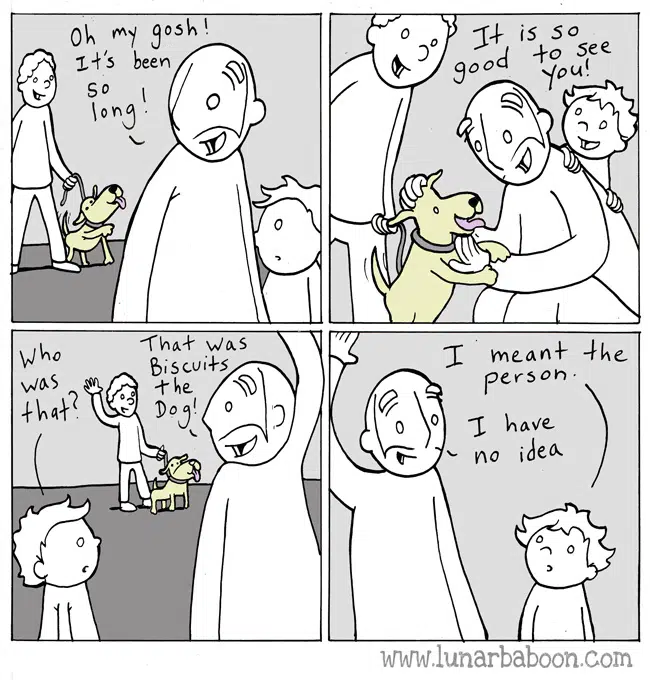 Oh my gosh!
It's been
so
long!
It is so
good to see
you!
Who
was
that?
That was
Biscuits
the
Dog!
I meant the
person.
I have
no idea
www.lunarbaboon.com